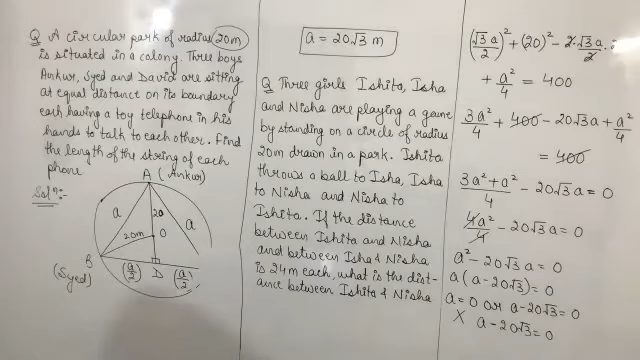 Q A circular park of radius 20m
is situated in a colony. Three boys
Ankur, Syed and David are sitting
at equal distance on its boundary
each having a toy telephone in his
hands to talk to each other. Find
the length of the string of each
phone
Solⁿ:-
A (Ankur)
a
20
a
20m
O
B
(Syed)
(a/2)
D
(a/2)
a = 20√3 m
Q Three girls Ishita, Isha
and Nisha are playing a game
by standing on a circle of radius
20m drawn in a park. Ishita
throws a ball to Isha, Isha
to Nisha and Nisha to
Ishita. If the distance
between Ishita and Nisha
and between Isha & Nisha
is 24m each, what is the dist-
ance between Ishita & Nisha
(√3a/2)² + (20)² - 2·√3a/2 ·
+ a²/4 = 400
3a²/4 + 400 - 20√3a + a²/4
= 400
3a² + a²/4 - 20√3a = 0
4a²/4 - 20√3a = 0
a² - 20√3a = 0
a(a - 20√3) = 0
a = 0 or a - 20√3 = 0
X a - 20√3 = 0